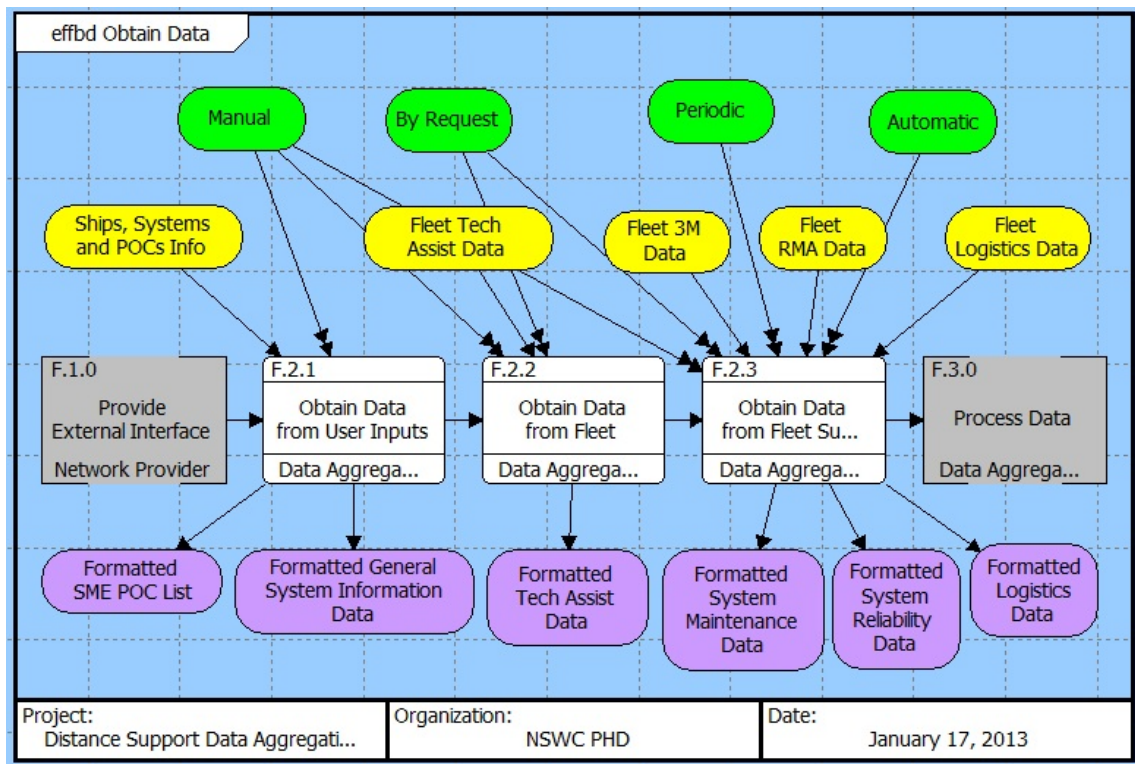 effbd Obtain Data
Manual
By Request
Periodic
Automatic
Ships, Systems
and POCs Info
Fleet Tech
Assist Data
Fleet 3M
Data
Fleet
RMA Data
Fleet
Logistics Data
F.1.0
Provide
External Interface
Network Provider
F.2.1
Obtain Data
from User Inputs
Data Aggrega...
F.2.2
Obtain Data
from Fleet
Data Aggrega...
F.2.3
Obtain Data
from Fleet Su...
Data Aggrega...
F.3.0
Process Data
Data Aggrega...
Formatted
SME POC List
Formatted General
System Information
Data
Formatted
Tech Assist
Data
Formatted
System
Maintenance
Data
Formatted
System
Reliability
Data
Formatted
Logistics
Data
Project:
Distance Support Data Aggregati...
Organization:
NSWC PHD
Date:
January 17, 2013